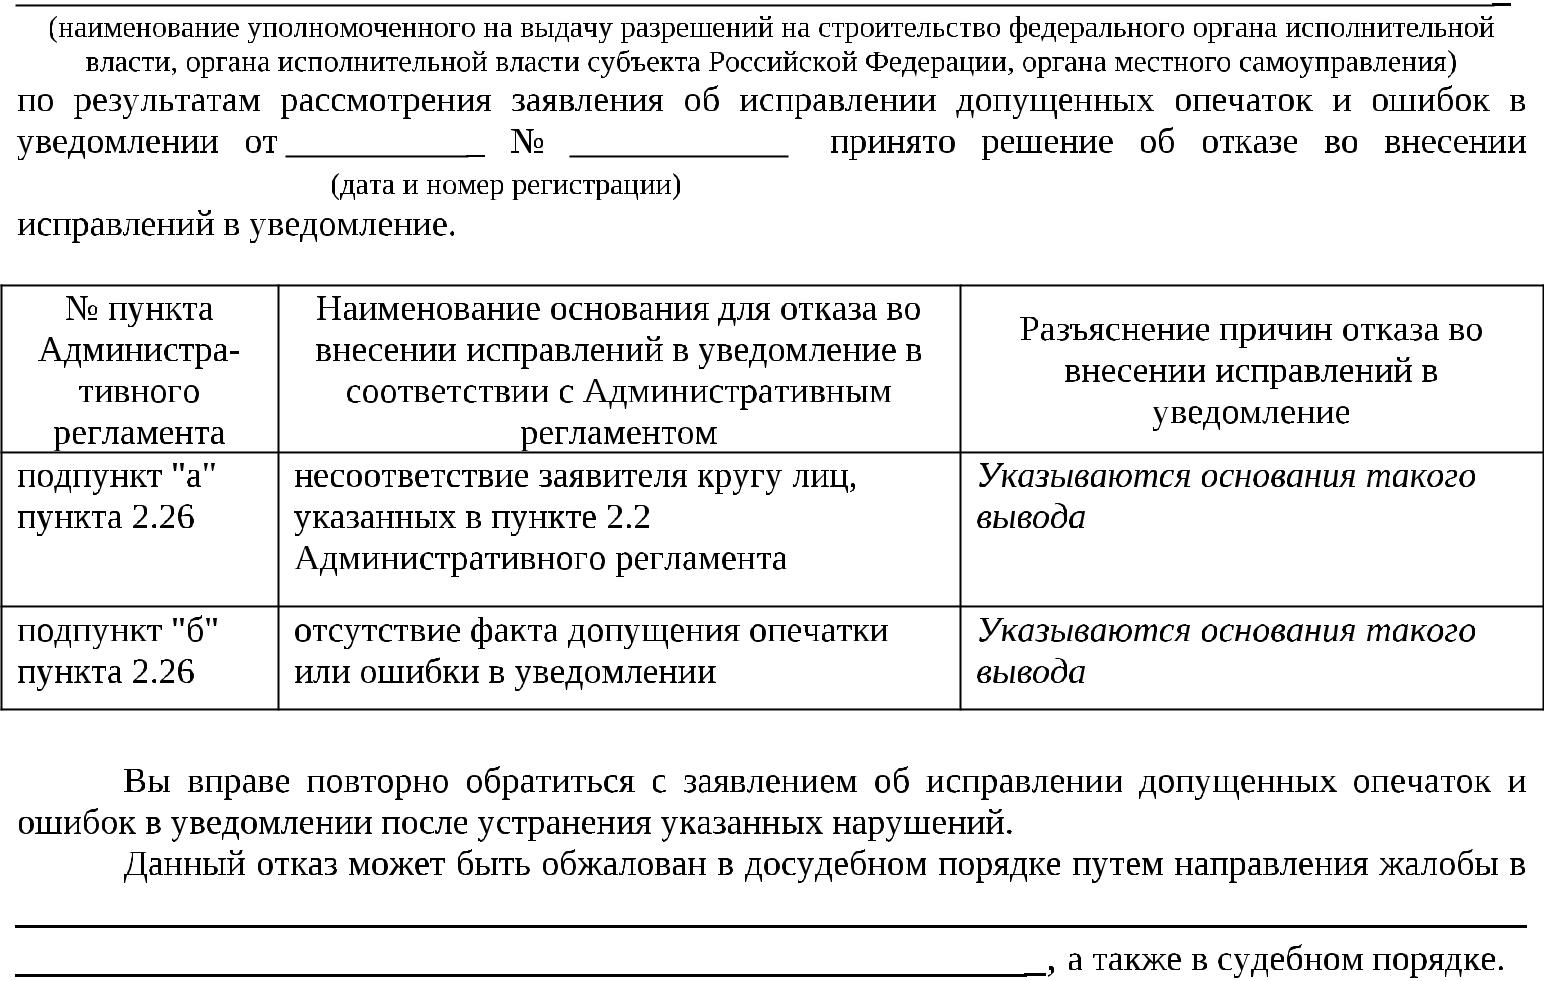 (наименование уполномоченного на выдачу разрешений на строительство федерального органа исполнительной
власти, органа исполнительной власти субъекта Российской Федерации, органа местного самоуправления)
по результатам рассмотрения заявления об исправлении допущенных опечаток и ошибок в
уведомлении от ___________ № ____________ принято решение об отказе во внесении
(дата и номер регистрации)
исправлений в уведомление.
№ пункта
Администра-
тивного
регламента
Наименование основания для отказа во
внесении исправлений в уведомление в
соответствии с Административным
регламентом
Разъяснение причин отказа во
внесении исправлений в
уведомление
подпункт "а"
пункта 2.26
несоответствие заявителя кругу лиц,
указанных в пункте 2.2
Административного регламента
Указываются основания такого
вывода
подпункт "б"
пункта 2.26
отсутствие факта допущения опечатки
или ошибки в уведомлении
Указываются основания такого
вывода
Вы вправе повторно обратиться с заявлением об исправлении допущенных опечаток и
ошибок в уведомлении после устранения указанных нарушений.
Данный отказ может быть обжалован в досудебном порядке путем направления жалобы в
, а также в судебном порядке.